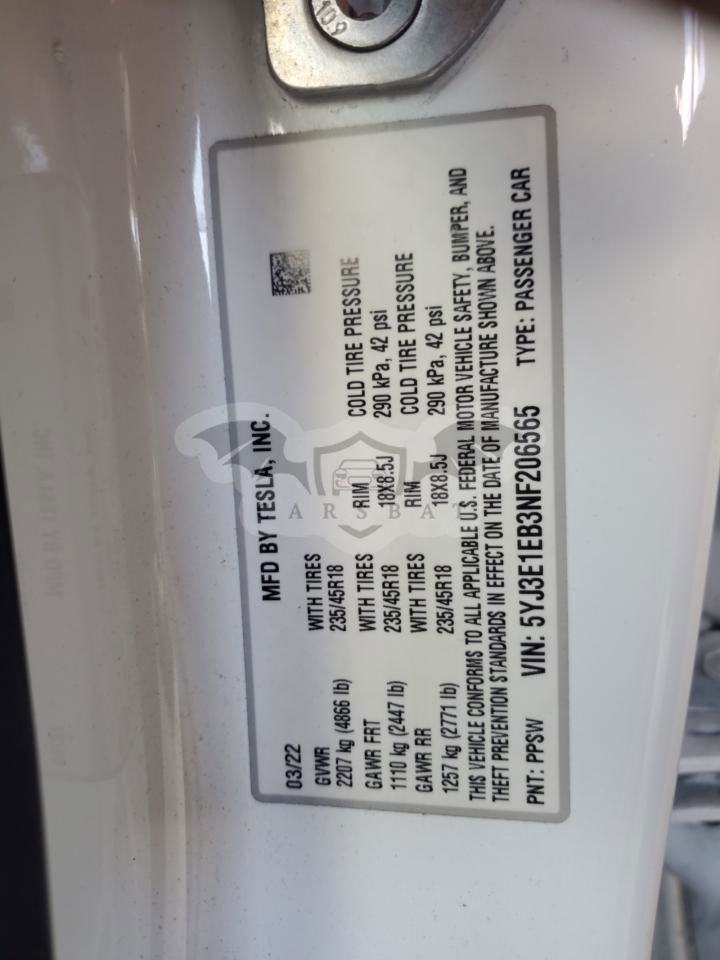 10.9
MFD BY TESLA, INC.
03/22
GVWR WITH TIRES RIM COLD TIRE PRESSURE
2207 kg (4866 lb) 235/45R18 18X8.5J 290 kPa, 42 psi
GAWR FRT WITH TIRES RIM COLD TIRE PRESSURE
1110 kg (2447 lb) 235/45R18 18X8.5J 290 kPa, 42 psi
GAWR RR WITH TIRES
1257 kg (2771 lb) 235/45R18
THIS VEHICLE CONFORMS TO ALL APPLICABLE U.S. FEDERAL MOTOR VEHICLE SAFETY, BUMPER, AND
THEFT PREVENTION STANDARDS IN EFFECT ON THE DATE OF MANUFACTURE SHOWN ABOVE.
PNT: PPSW VIN: 5YJ3E1EB3NF206565 TYPE: PASSENGER CAR
CARSBAT